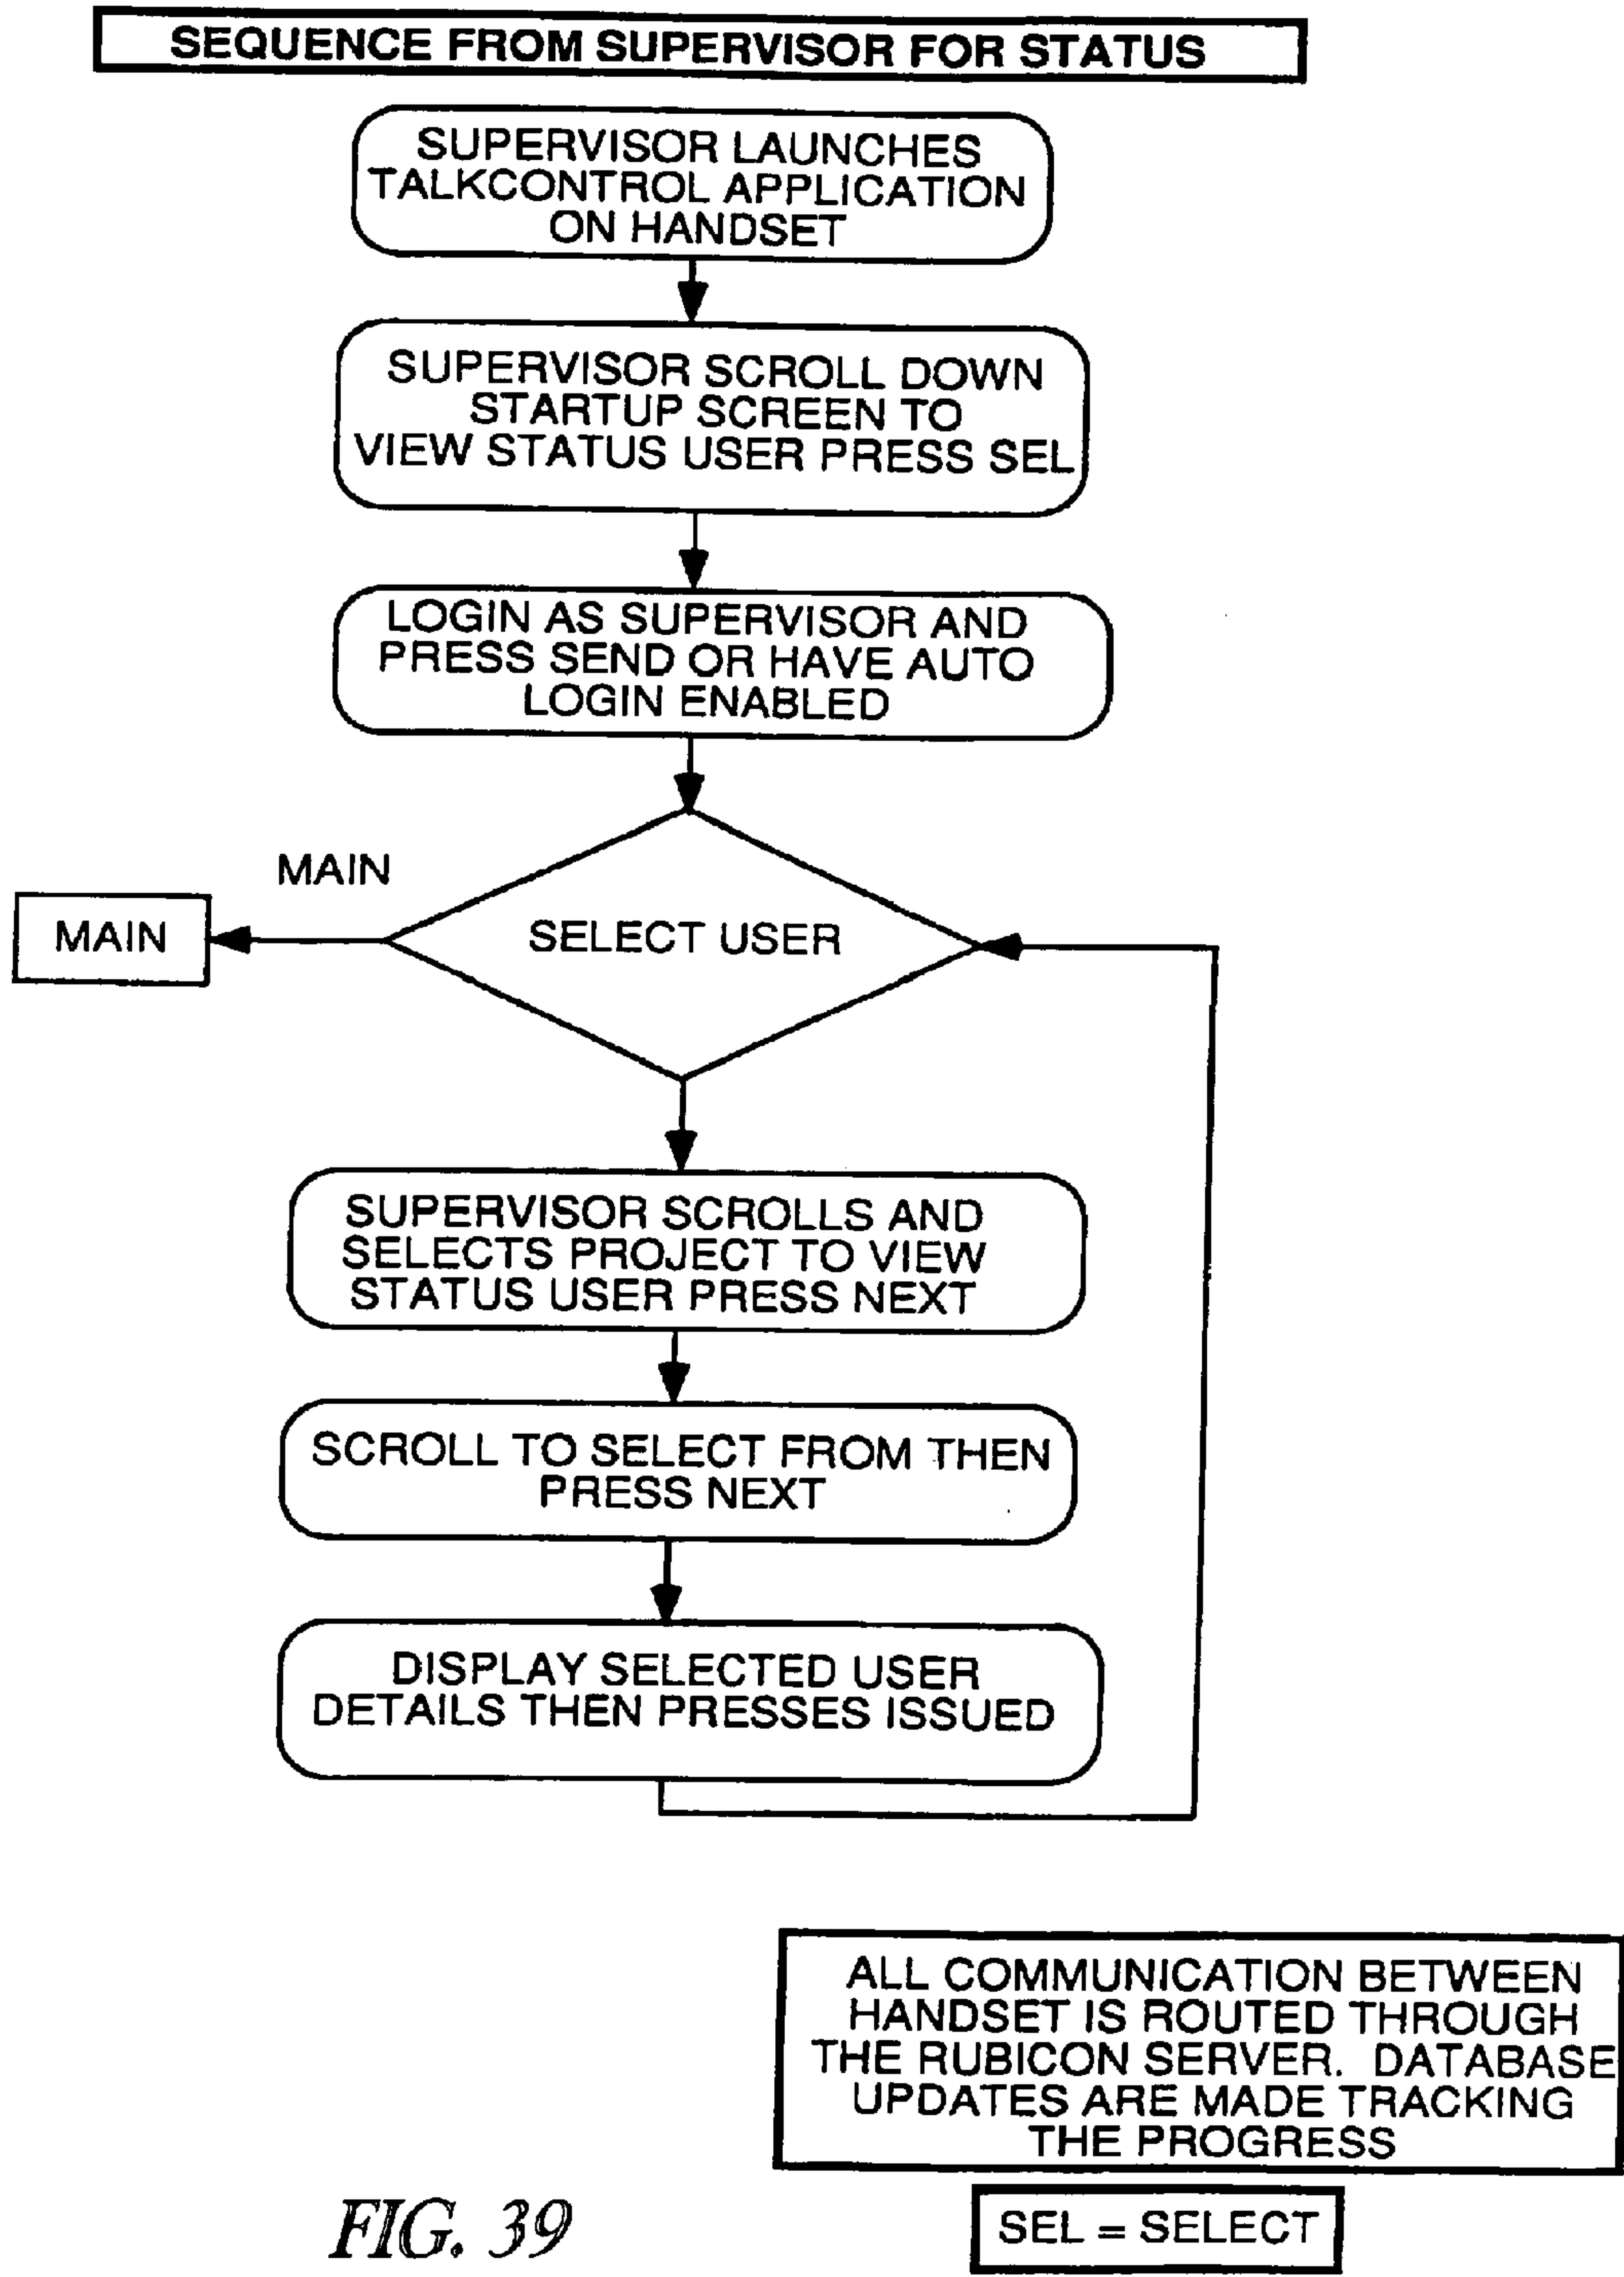 SEQUENCE FROM SUPERVISOR FOR STATUS
SUPERVISOR LAUNCHES
TALKCONTROL APPLICATION
ON HANDSET
SUPERVISOR SCROLL DOWN
STARTUP SCREEN TO
VIEW STATUS USER PRESS SEL
LOGIN AS SUPERVISOR AND
PRESS SEND OR HAVE AUTO
LOGIN ENABLED
MAIN
MAIN
SELECT USER
SUPERVISOR SCROLLS AND
SELECTS PROJECT TO VIEW
STATUS USER PRESS NEXT
SCROLL TO SELECT FROM THEN
PRESS NEXT
DISPLAY SELECTED USER
DETAILS THEN PRESSES ISSUED
ALL COMMUNICATION BETWEEN
HANDSET IS ROUTED THROUGH
THE RUBICON SERVER. DATABASE
UPDATES ARE MADE TRACKING
THE PROGRESS
SEL = SELECT
FIG. 39